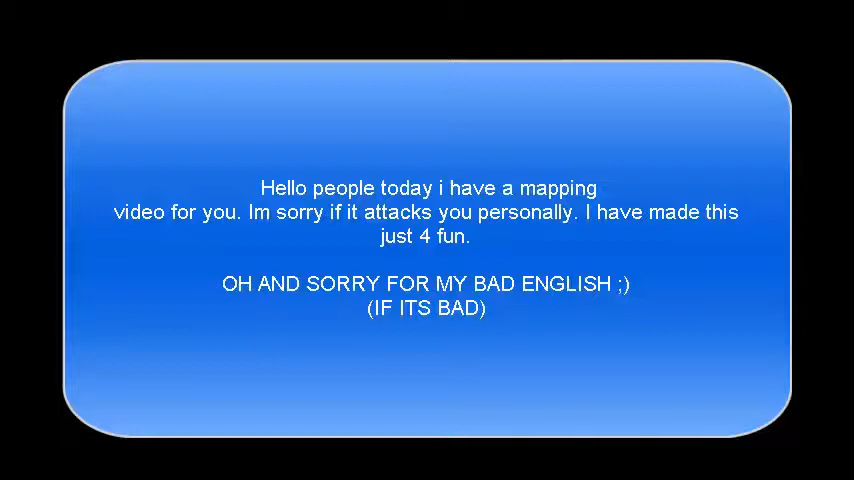 Hello people today i have a mapping
video for you. Im sorry if it attacks you personally. I have made this
just 4 fun.
OH AND SORRY FOR MY BAD ENGLISH ;)
(IF ITS BAD)